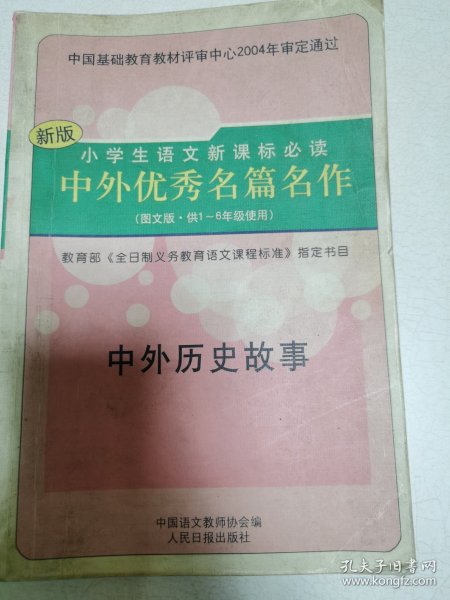 中国基础教育教材评审中心2004年审定通过
新版
小学生语文新课标必读
中外优秀名篇名作
(图文版·供1~6年级使用)
教育部《全日制义务教育语文课程标准》指定书目
中外历史故事
中国语文教师协会编
人民日报出版社
孔夫子旧书网
www.kongfz.com